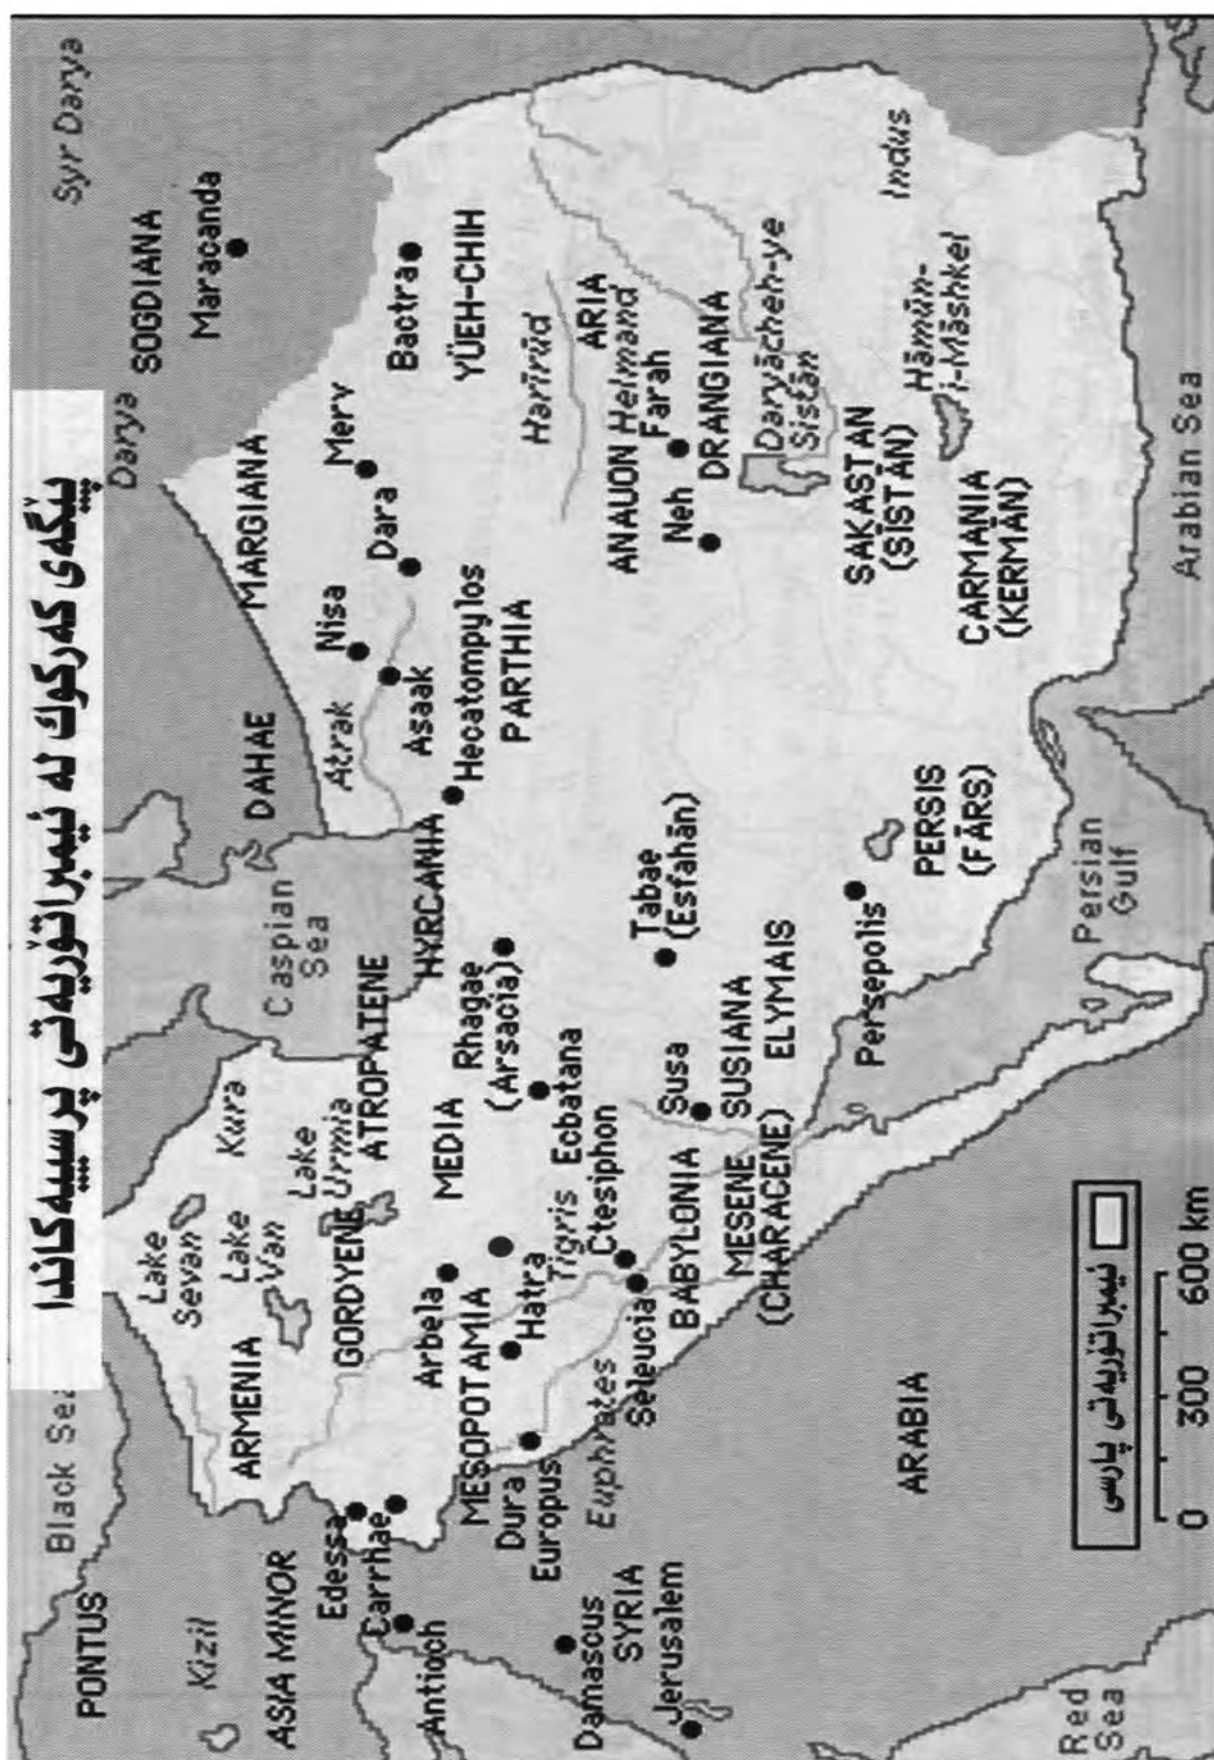 پێگەی کەرکوك لە ئیمبراتۆریەتی پرسییەکاندا
Black Sea
Darya
Syr Darya
PONTUS
Kizil
ASIA MINOR
Lake
Sevan
Kura
Lake
Van
ARMENIA
Lake
Urmia
GORDYENE
ATROPATENE
Caspian
Sea
DAHAE
MARGIANA
SOGDIANA
Maracanda
Edessa
Carrhae
Antioch
Arbela
MEDIA
HYRCANIA
Atrak
Nisa
Asaak
Dara
Merv
Bactra
YÜEH-CHIH
Hecatompylos
PARTHIA
Rhagae
(Arsacia)
MESOPOTAMIA
Hatra
Dura
Europus
Tigris
Ecbatana
Ctesiphon
Euphrates
Seleucia
Harīrūd
ARIA
ANAUON
Helmand
Farah
Neh
DRANGIANA
Daryācheh-ye
Sīstān
Damascus
SYRIA
Jerusalem
BABYLONIA
Susa
SUSIANA
MESENE
(CHARACENE)
ELYMAIS
Tabae
(Esfahān)
Persepolis
PERSIS
(FĀRS)
SAKASTAN
(SĪSTĀN)
CARMANIA
(KERMĀN)
Hāmūn-
i-Māshkel
Indus
ARABIA
Persian
Gulf
Arabian Sea
Red
Sea
ئیمبراتۆریەتی پارسی
0 300 600 km